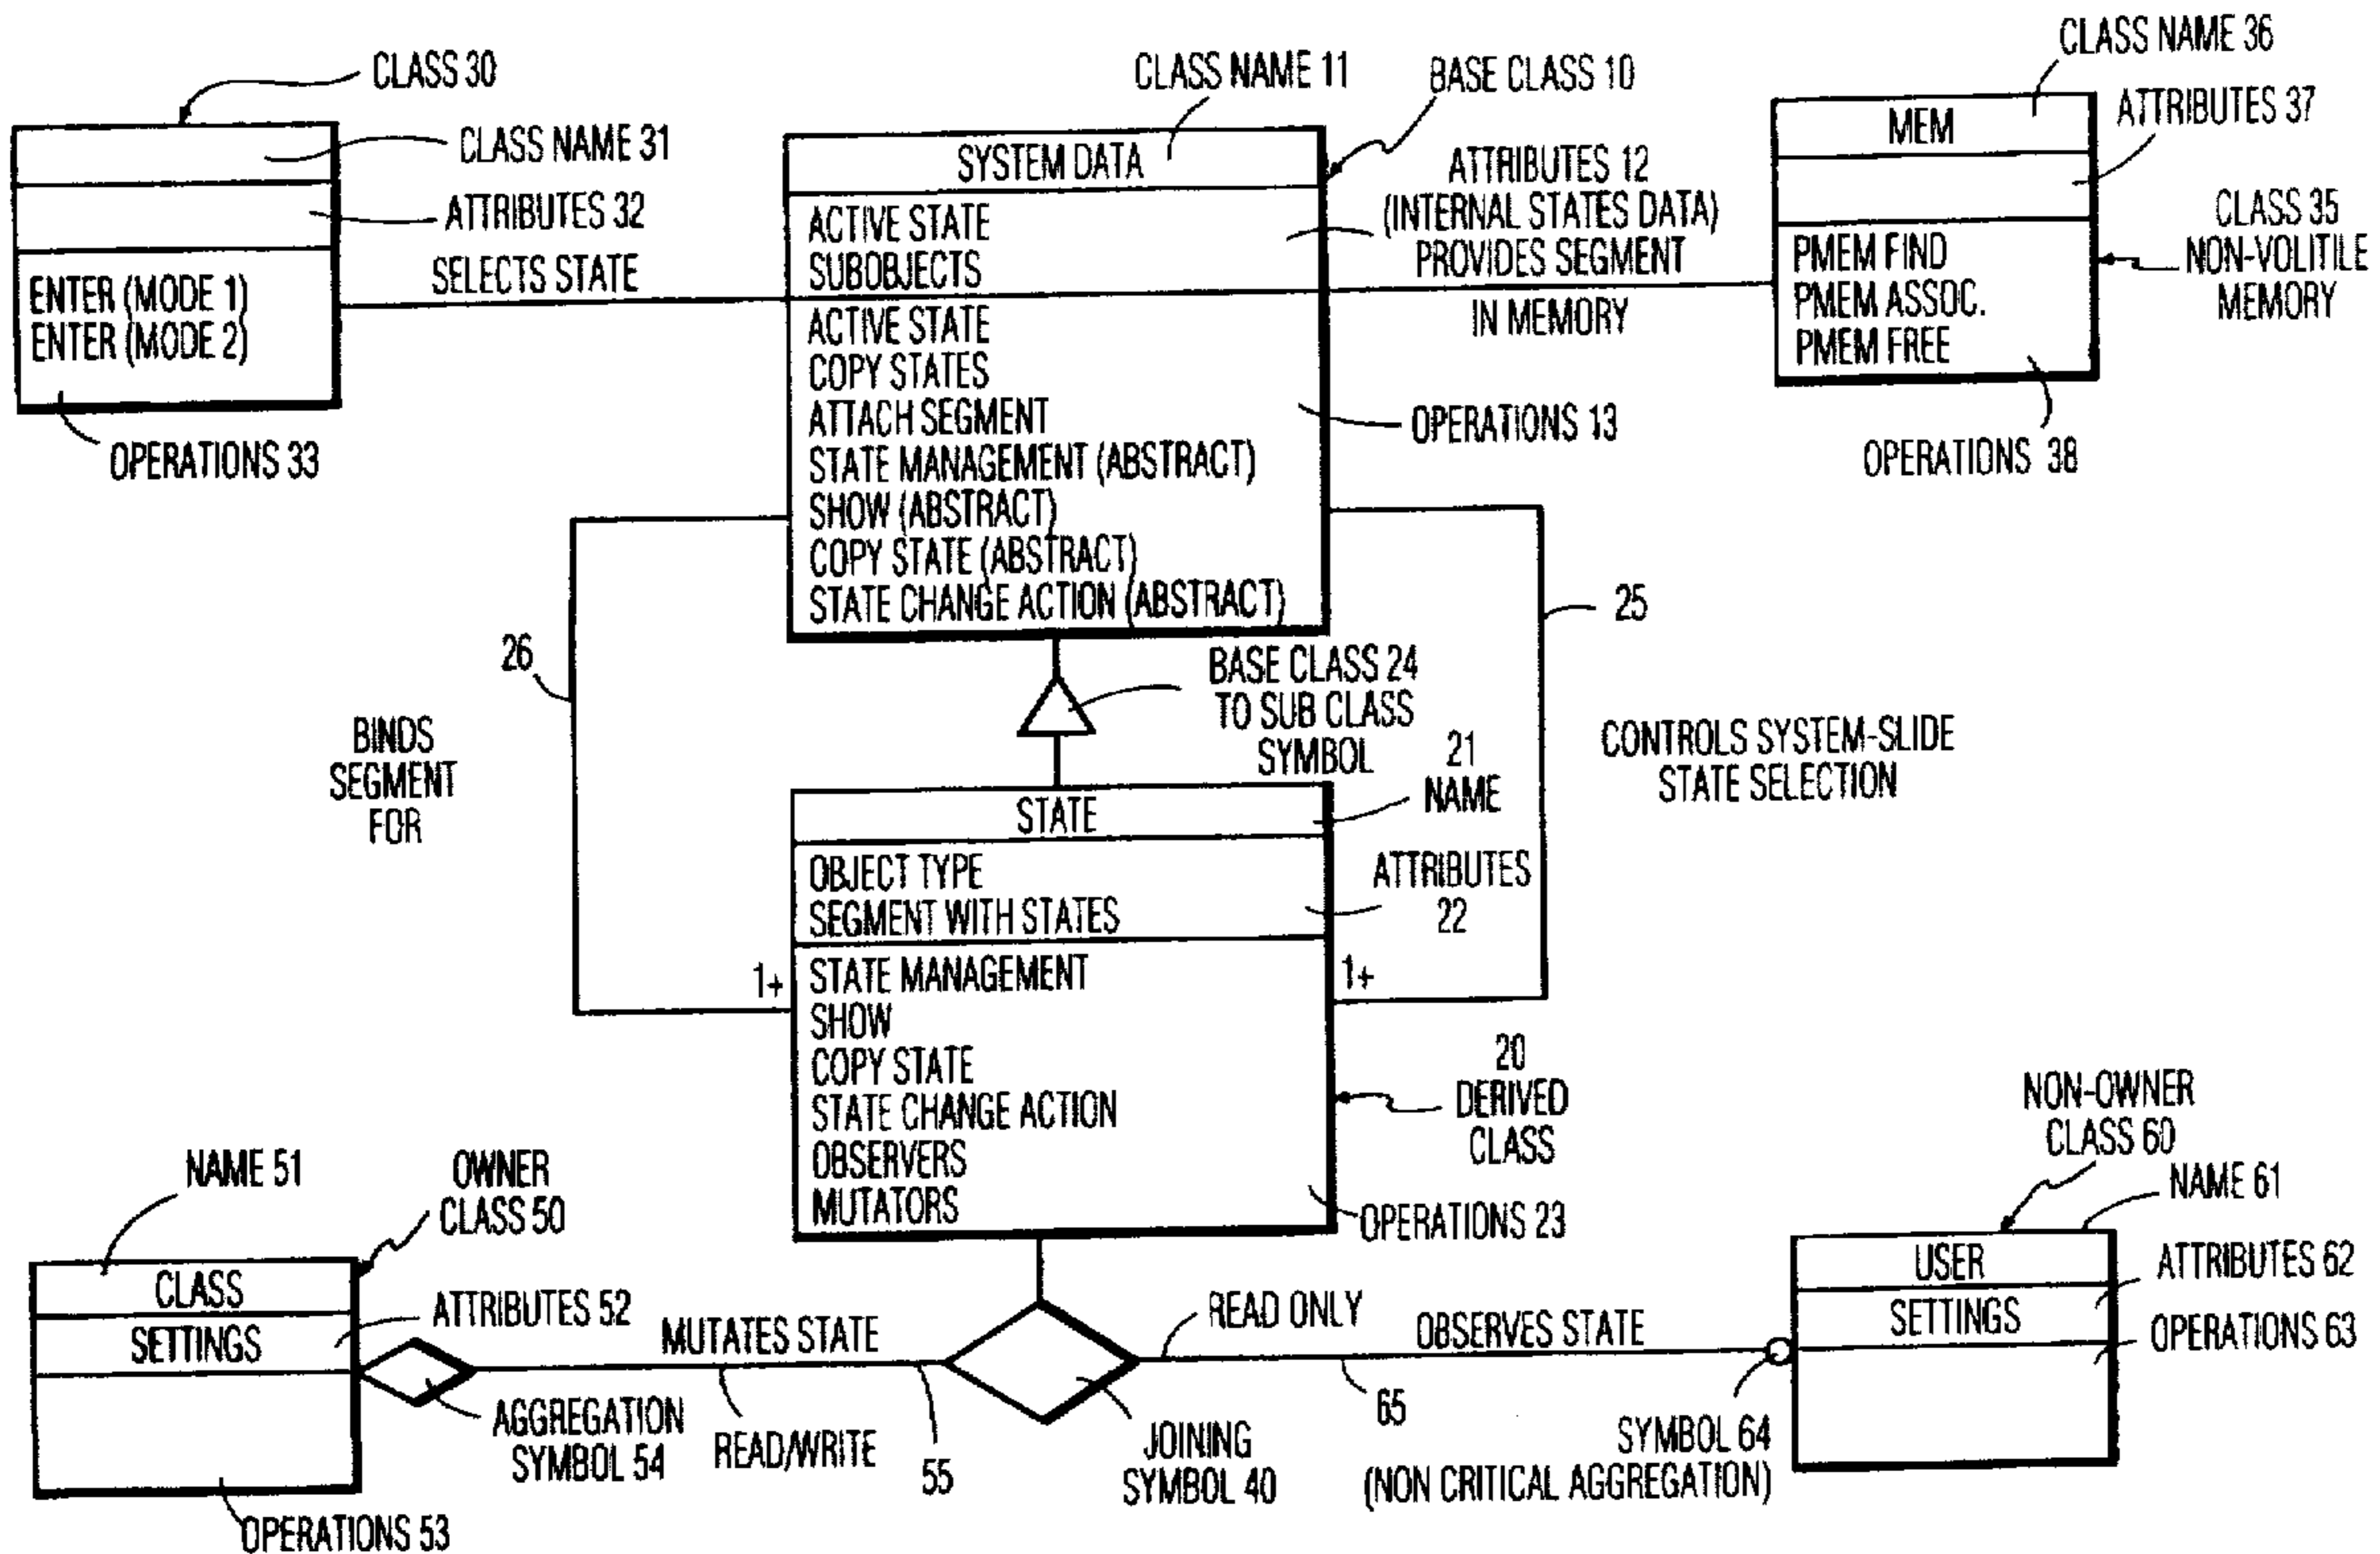 CLASS 30
CLASS NAME 31
ATTRIBUTES 32
ENTER (MODE 1)
ENTER (MODE 2)
OPERATIONS 33
SELECTS STATE
CLASS NAME 11
BASE CLASS 10
SYSTEM DATA
ACTIVE STATE
SUBOBJECTS
ACTIVE STATE
COPY STATES
ATTACH SEGMENT
STATE MANAGEMENT (ABSTRACT)
SHOW (ABSTRACT)
COPY STATE (ABSTRACT)
STATE CHANGE ACTION (ABSTRACT)
ATTRIBUTES 12
(INTERNAL STATES DATA)
PROVIDES SEGMENT
IN MEMORY
OPERATIONS 13
CLASS NAME 36
ATTRIBUTES 37
MEM
PMEM FIND
PMEM ASSOC.
PMEM FREE
CLASS 35
NON-VOLITILE
MEMORY
OPERATIONS 38
26
BINDS
SEGMENT
FOR
25
CONTROLS SYSTEM-SLIDE
STATE SELECTION
BASE CLASS 24
TO SUB CLASS
SYMBOL
21
NAME
STATE
OBJECT TYPE
SEGMENT WITH STATES
ATTRIBUTES
22
1+
1+
STATE MANAGEMENT
SHOW
COPY STATE
STATE CHANGE ACTION
OBSERVERS
MUTATORS
20
DERIVED
CLASS
OPERATIONS 23
NAME 51
OWNER
CLASS 50
CLASS
SETTINGS
ATTRIBUTES 52
AGGREGATION
SYMBOL 54
OPERATIONS 53
MUTATES STATE
READ/WRITE
55
JOINING
SYMBOL 40
READ ONLY
OBSERVES STATE
65
SYMBOL 64
(NON CRITICAL AGGREGATION)
NON-OWNER
CLASS 60
NAME 61
USER
SETTINGS
ATTRIBUTES 62
OPERATIONS 63